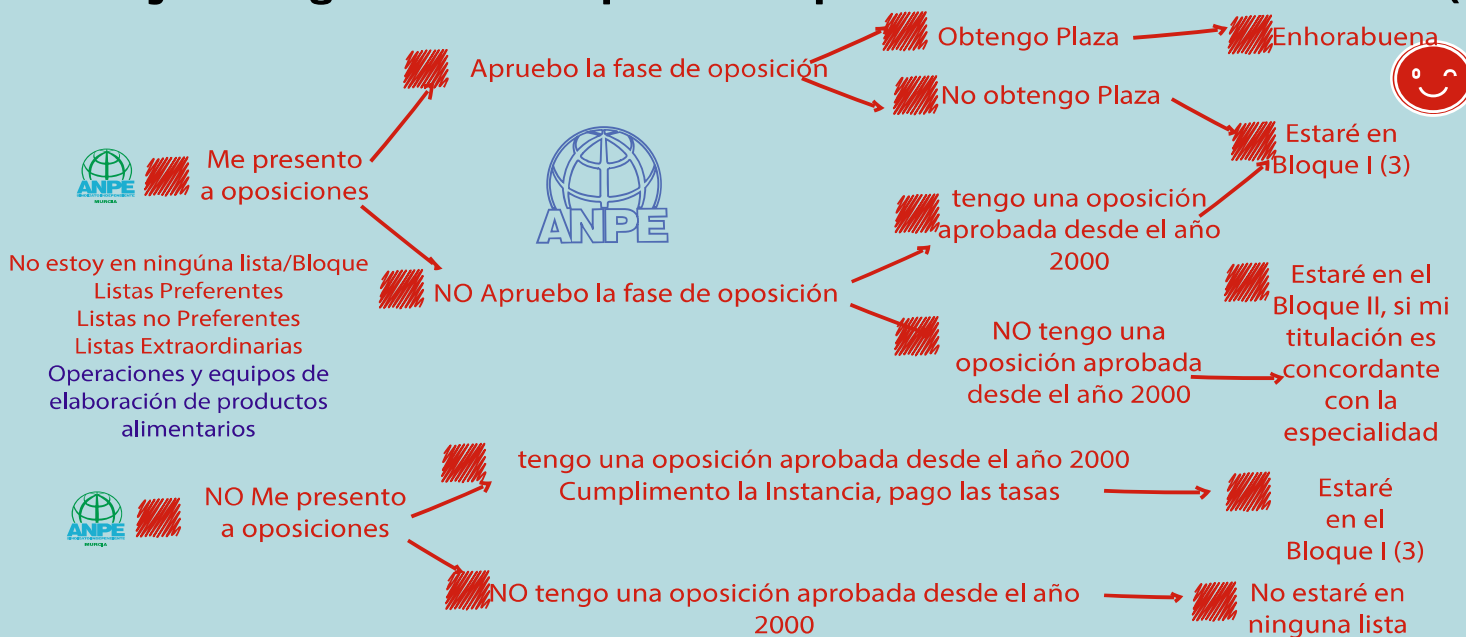 Obtengo Plaza
Enhorabuena
Apruebo la fase de oposición
No obtengo Plaza
Estaré en
Bloque I (3)
Me presento
a oposiciones
ANPE
MURCIA
ANPE
tengo una oposición
aprobada desde el año
2000
No estoy en ningúna lista/Bloque
Listas Preferentes
Listas no Preferentes
Listas Extraordinarias
Operaciones y equipos de
elaboración de productos
alimentarios
NO Apruebo la fase de oposición
Estaré en el
Bloque II, si mi
titulación es
concordante
con la
especialidad
NO tengo una
oposición aprobada
desde el año 2000
tengo una oposición aprobada desde el año 2000
Cumplimento la Instancia, pago las tasas
NO Me presento
a oposiciones
ANPE
MURCIA
Estaré
en el
Bloque I (3)
NO tengo una oposición aprobada desde el año
2000
No estaré en
ninguna lista